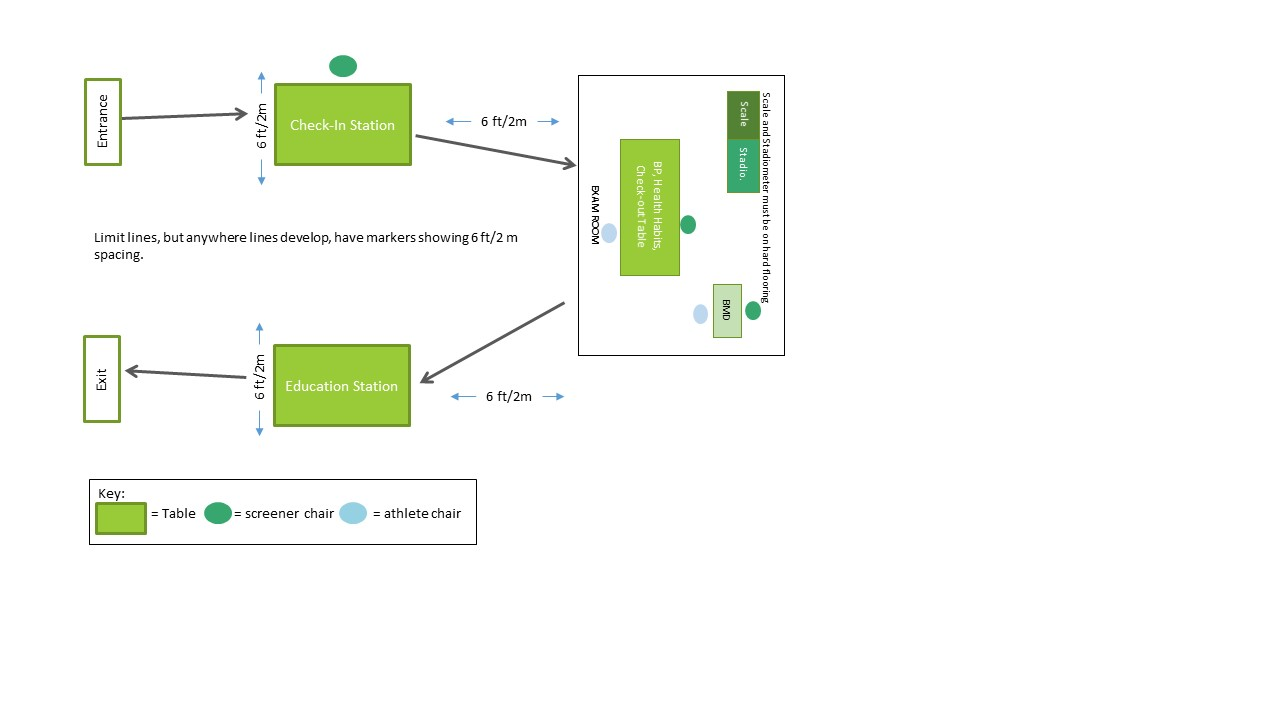 Entrance
6 ft/2m
Check-In Station
6 ft/2m
Scale
Stadio.
Scale and Stadiometer must be on hard flooring
BP, Health Habits,
Check-out Table
EXAM ROOM
BMD
Limit lines, but anywhere lines develop, have markers showing 6 ft/2 m
spacing.
Exit
6 ft/2m
Education Station
6 ft/2m
Key:
= Table
= screener chair
= athlete chair